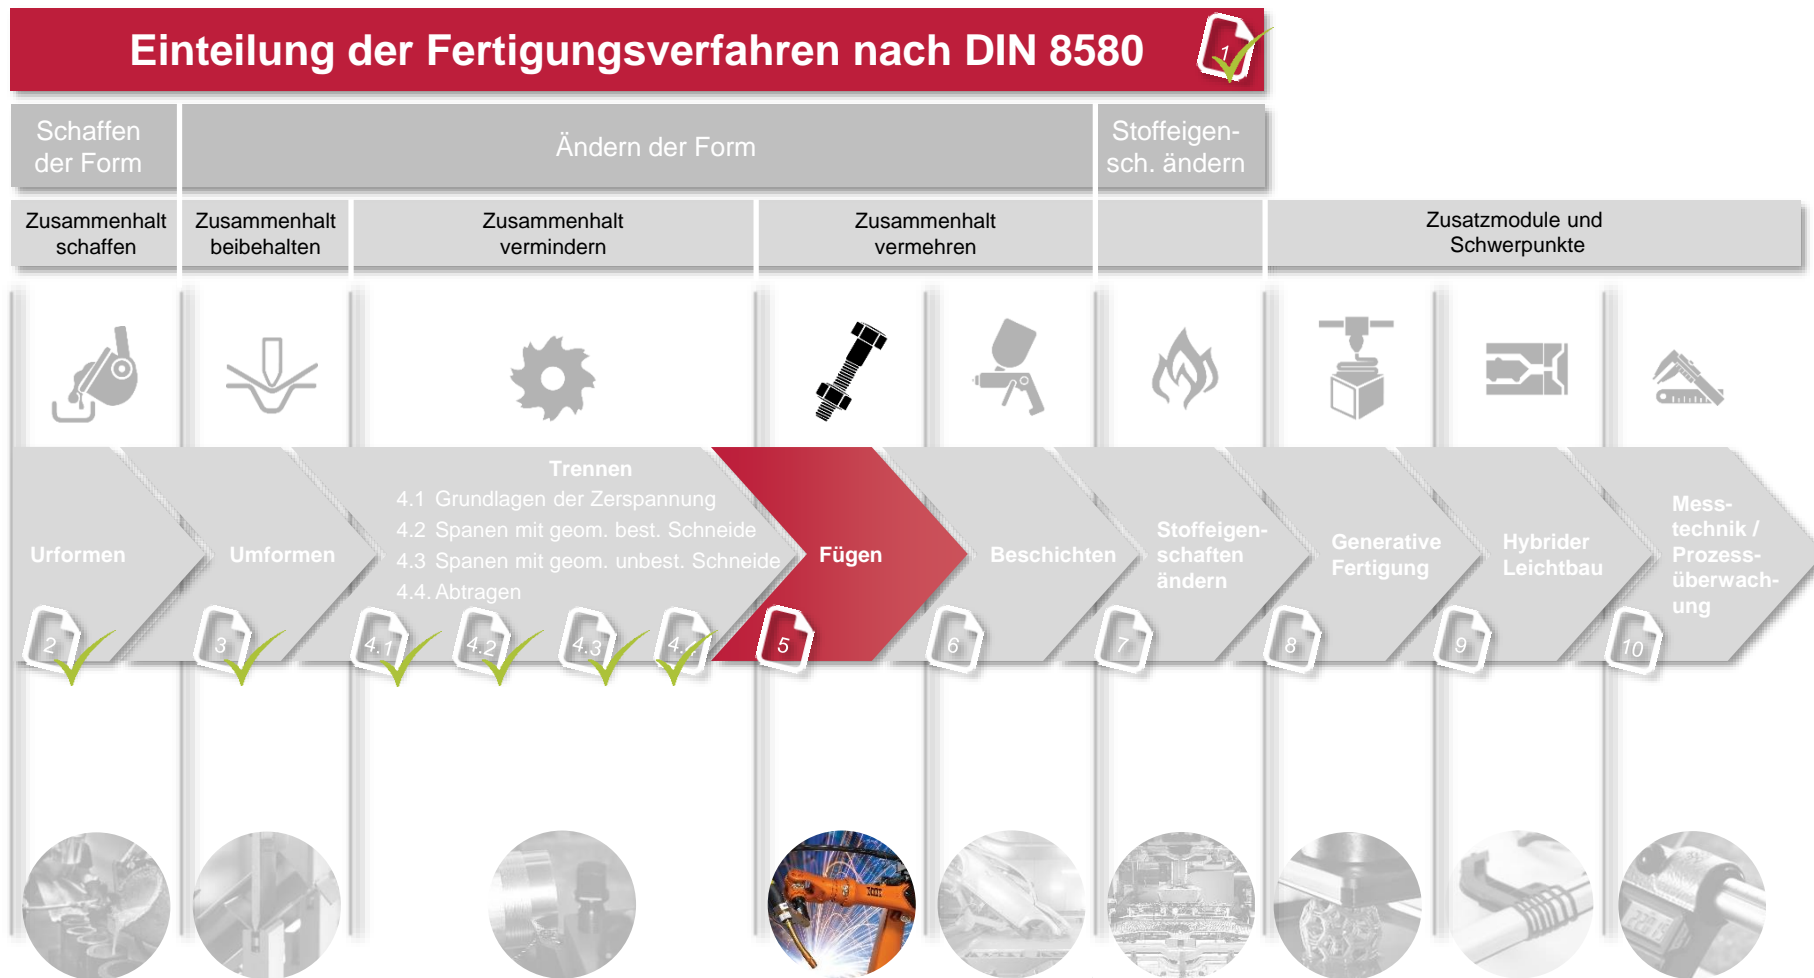 Einteilung der Fertigungsverfahren nach DIN 8580
1
Schaffen
der Form
Ändern der Form
Stoffeigen-
sch. ändern
Zusammenhalt
schaffen
Zusammenhalt
beibehalten
Zusammenhalt
vermindern
Zusammenhalt
vermehren
Zusatzmodule und
Schwerpunkte
Urformen
Umformen
Trennen
4.1 Grundlagen der Zerspannung
4.2 Spanen mit geom. best. Schneide
4.3 Spanen mit geom. unbest. Schneide
4.4. Abtragen
Fügen
Beschichten
Stoffeigen-
schaften
ändern
Generative
Fertigung
Hybrider
Leichtbau
Mess-
technik /
Prozess-
überwach-
ung
2
3
4.1
4.2
4.3
4.4
5
6
7
8
9
10